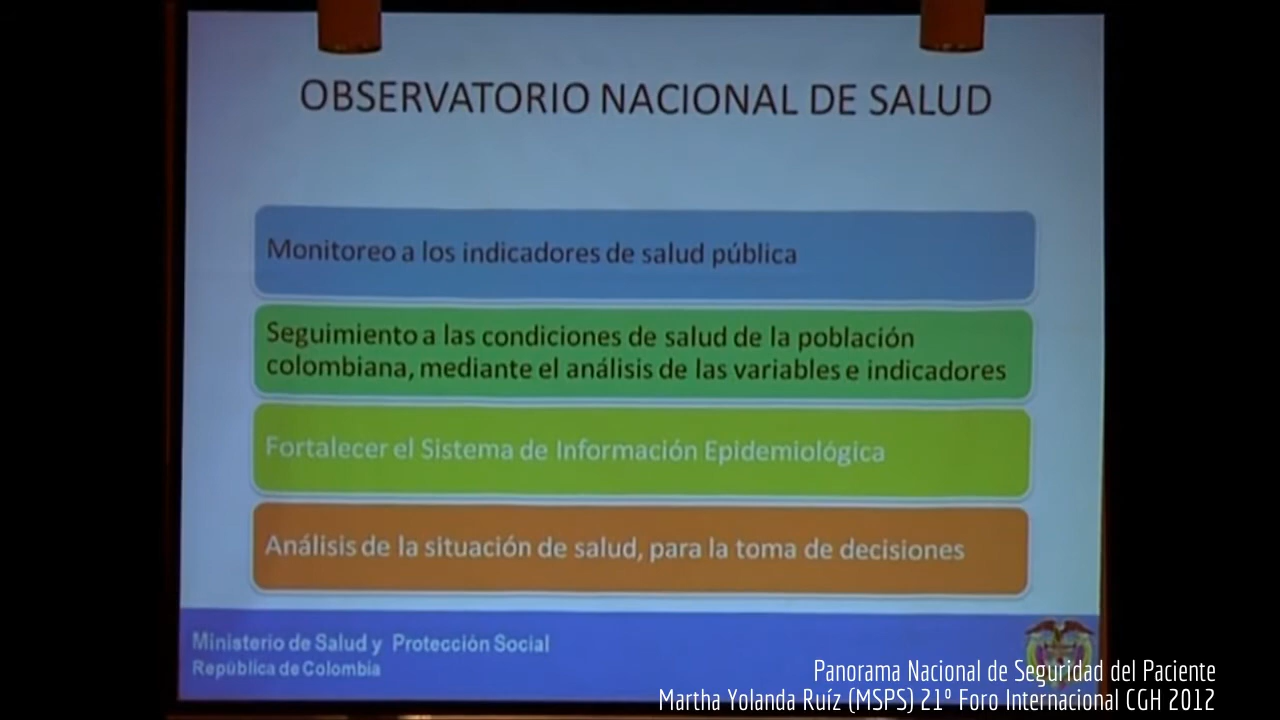 OBSERVATORIO NACIONAL DE SALUD
Monitoreo a los indicadores de salud pública
Seguimiento a las condiciones de salud de la población
colombiana, mediante el análisis de las variables e indicadores
Fortalecer el Sistema de Información Epidemiológica
Análisis de la situación de salud, para la toma de decisiones
Ministerio de Salud y Protección Social
República de Colombia
Panorama Nacional de Seguridad del Paciente
Martha Yolanda Ruíz (MSPS) 21º Foro Internacional CGH 2012